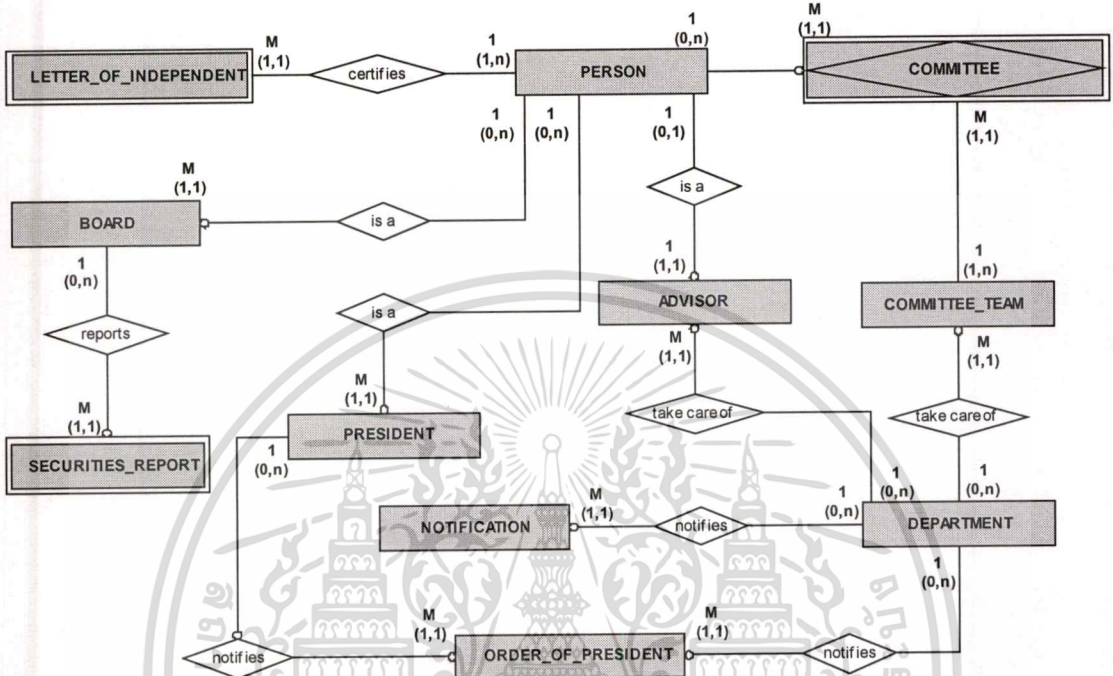 M
(1,1)
1
(1,n)
1
(0,n)
M
(1,1)
LETTER_OF_INDEPENDENT
certifies
PERSON
COMMITTEE
1
(0,n)
1
(0,n)
1
(0,1)
M
(1,1)
M
(1,1)
is a
BOARD
is a
1
(0,n)
1
(1,1)
1
(1,n)
ADVISOR
COMMITTEE_TEAM
is a
reports
M
(1,1)
M
(1,1)
M
(1,1)
M
(1,1)
take care of
take care of
PRESIDENT
1
(0,n)
SECURITIES_REPORT
M
(1,1)
1
(0,n)
1
(0,n)
1
(0,n)
NOTIFICATION
notifies
DEPARTMENT
1
(0,n)
M
(1,1)
M
(1,1)
notifies
ORDER_OF_PRESIDENT
notifies